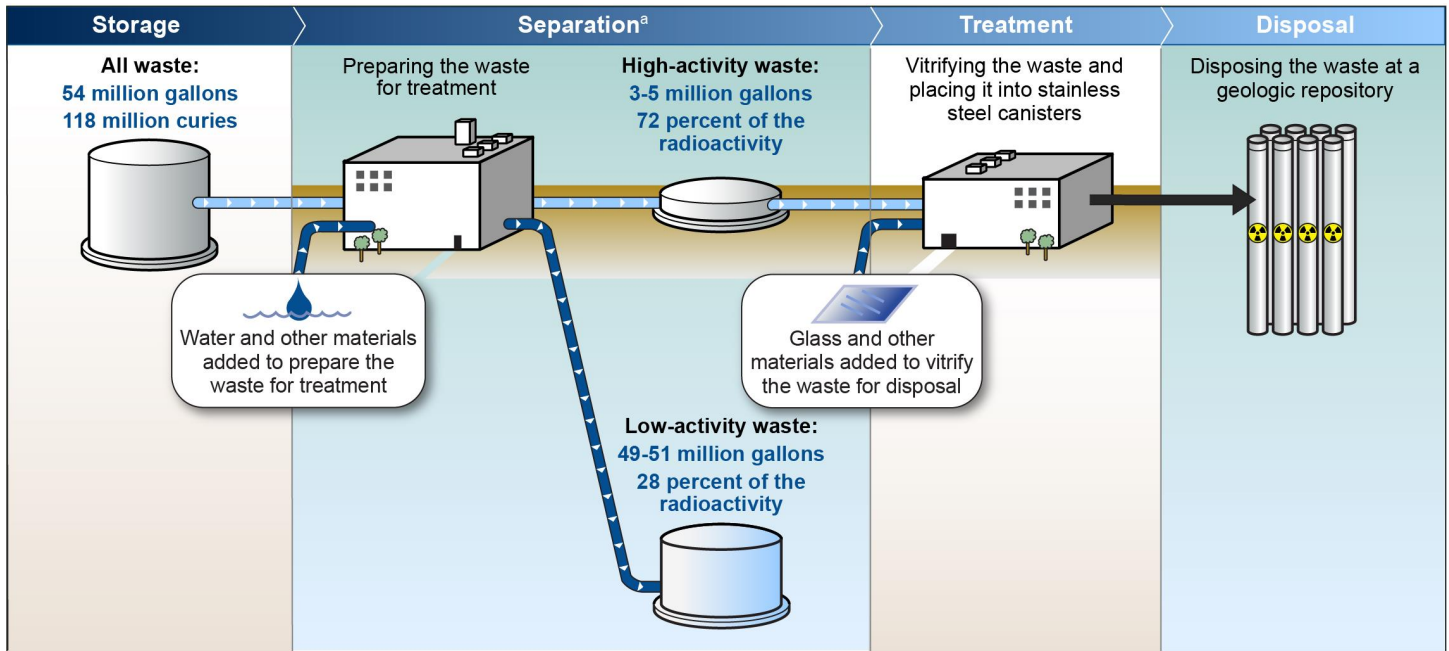 Storage
Separationᵃ
Treatment
Disposal
All waste:
54 million gallons
118 million curies
Preparing the waste
for treatment
High-activity waste:
3-5 million gallons
72 percent of the
radioactivity
Vitrifying the waste and
placing it into stainless
steel canisters
Disposing the waste at a
geologic repository
Water and other materials
added to prepare the
waste for treatment
Glass and other
materials added to vitrify
the waste for disposal
Low-activity waste:
49-51 million gallons
28 percent of the
radioactivity